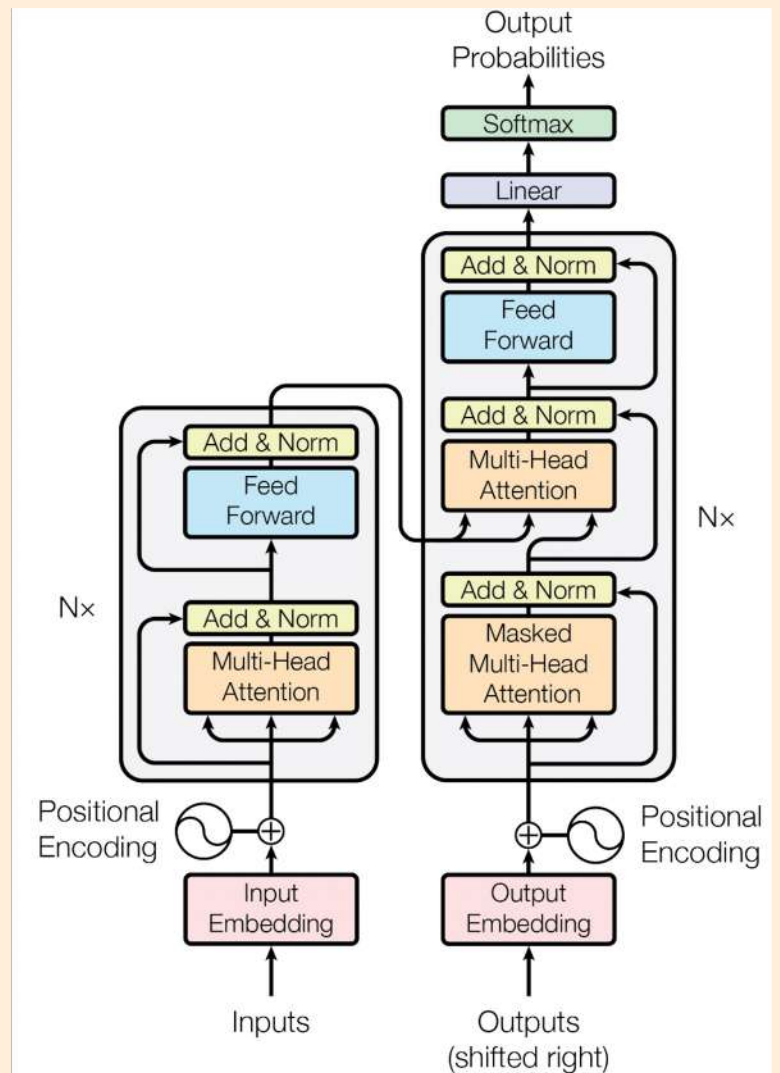 Output
Probabilities
Softmax
Linear
Add & Norm
Feed
Forward
Add & Norm
Multi-Head
Attention
Add & Norm
Masked
Multi-Head
Attention
N×
Add & Norm
Feed
Forward
Add & Norm
Multi-Head
Attention
N×
Positional
Encoding
Positional
Encoding
Input
Embedding
Output
Embedding
Inputs
Outputs
(shifted right)